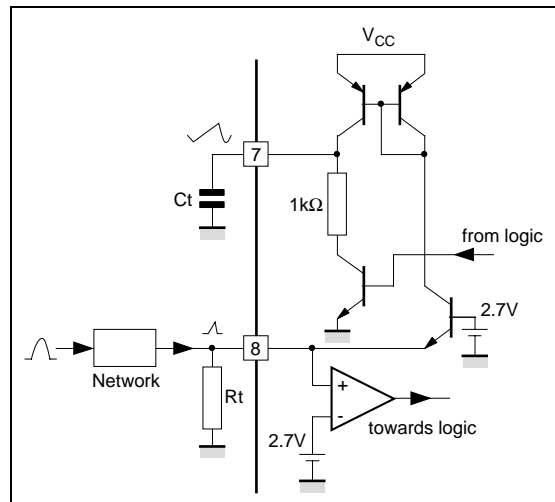 VCC
7
Ct
1kΩ
from logic
2.7V
8
Network
Rt
+
-
2.7V
towards logic